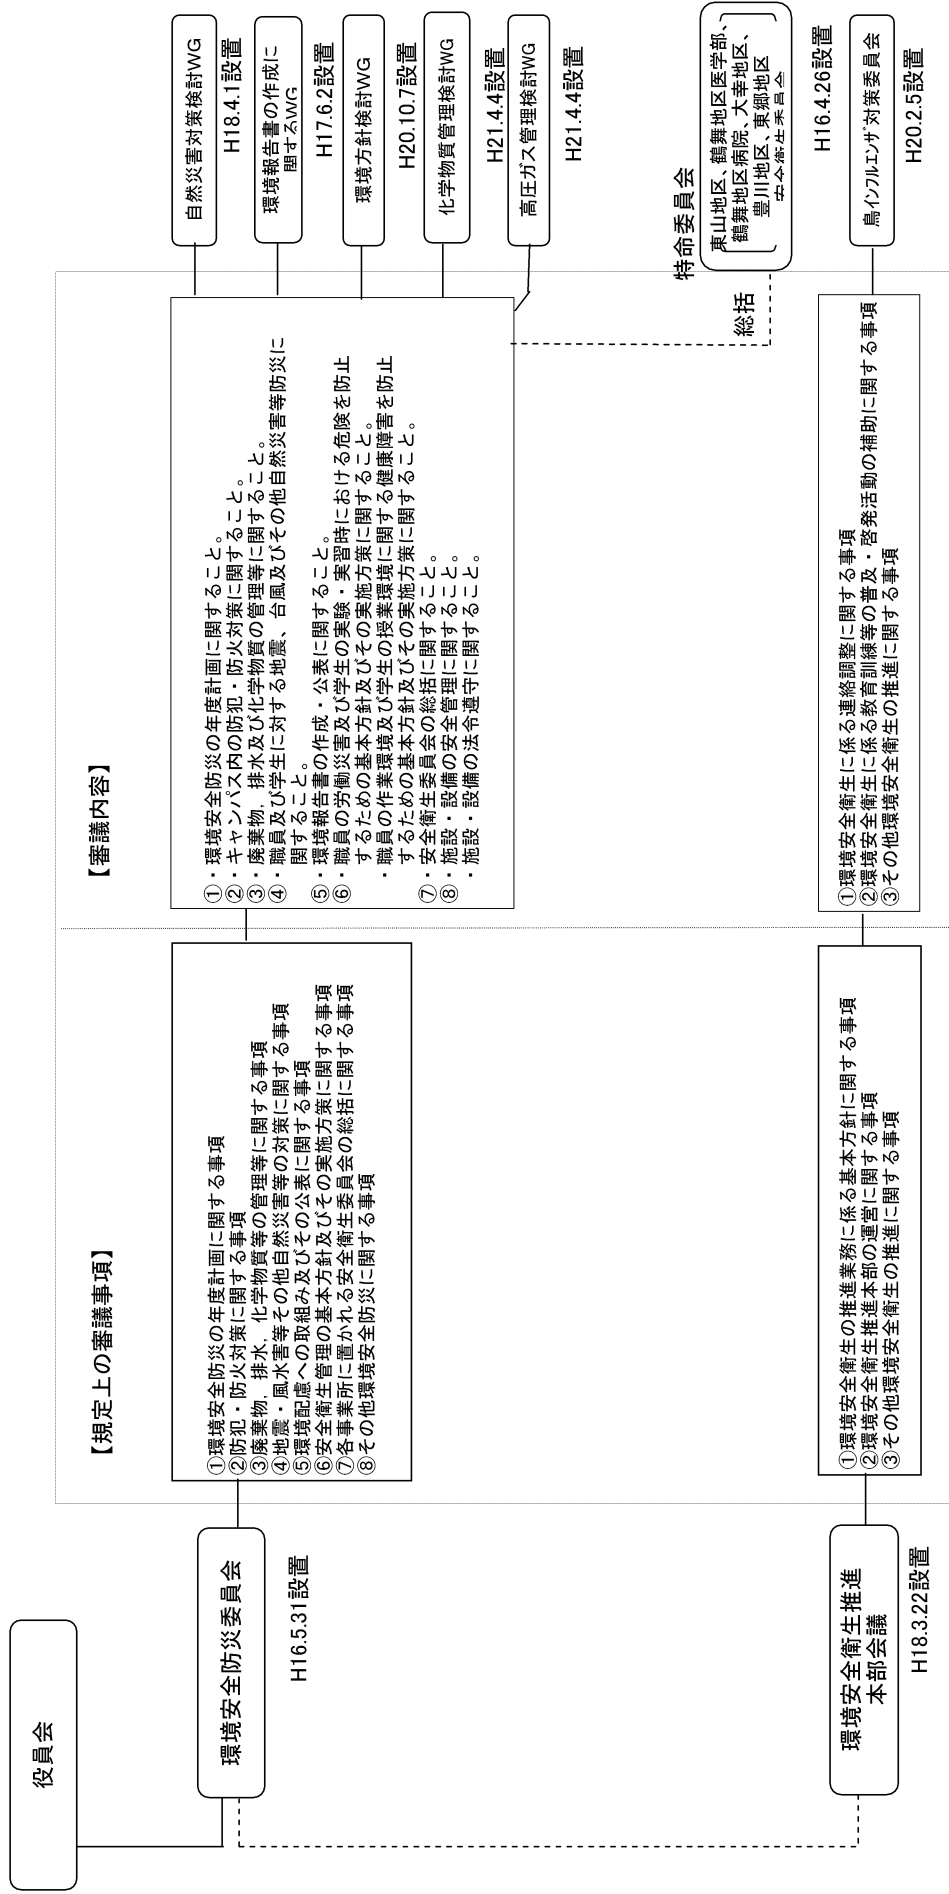 役員会
環境安全防災委員会
H16.5.31設置
環境安全衛生推進
本部会議
H18.3.22設置
【規定上の審議事項】
①環境安全防災の年度計画に関する事項
②防犯・防火対策に関する事項
③廃棄物，排水，化学物質等の管理等に関する事項
④地震・風水害等その他自然災害等の対策に関する事項
⑤環境配慮への取組み及びその公表に関する事項
⑥安全衛生管理の基本方針及びその実施方策に関する事項
⑦各事業所に置かれる安全衛生委員会の総括に関する事項
⑧その他環境安全防災に関する事項
①環境安全衛生の推進業務に係る基本方針に関する事項
②環境安全衛生推進本部の運営に関する事項
③その他環境安全衛生の推進に関する事項
【審議内容】
①・環境安全防災の年度計画に関すること。
②・キャンパス内の防犯・防火対策に関すること。
③・廃棄物，排水及び化学物質の管理等に関すること。
④・職員及び学生に対する地震、台風及びその他自然災害等防災に
関すること。
⑤・環境報告書の作成・公表に関すること。
⑥・職員の労働災害及び学生の実験・実習時における危険を防止
するための基本方針及びその実施方策に関すること。
・職員の作業環境及び学生の授業環境に関する健康障害を防止
するための基本方針及びその実施方策に関すること。
⑦・安全衛生委員会の総括に関すること。
⑧・施設・設備の安全管理に関すること。
・施設・設備の法令遵守に関すること。
①環境安全衛生に係る連絡調整に関する事項
②環境安全衛生に係る教育訓練等の普及・啓発活動の補助に関する事項
③その他環境安全衛生の推進に関する事項
自然災害対策検討WG
H18.4.1設置
環境報告書の作成に
関するWG
H17.6.2設置
環境方針検討WG
H20.10.7設置
化学物質管理検討WG
H21.4.4設置
高圧ガス管理検討WG
H21.4.4設置
総括
特命委員会
東山地区、鶴舞地区医学部、
鶴舞地区病院、大幸地区、
豊川地区、東郷地区
安全衛生委員会
H16.4.26設置
鳥インフルエンザ対策委員会
H20.2.5設置